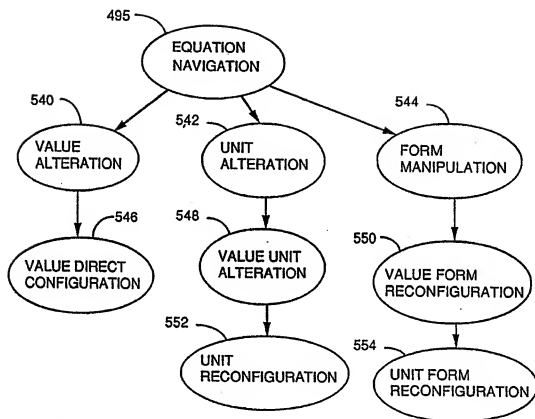 495
EQUATION
NAVIGATION
540
VALUE
ALTERATION
542
UNIT
ALTERATION
544
FORM
MANIPULATION
546
VALUE DIRECT
CONFIGURATION
548
VALUE UNIT
ALTERATION
550
VALUE FORM
RECONFIGURATION
552
UNIT
RECONFIGURATION
554
UNIT FORM
RECONFIGURATION